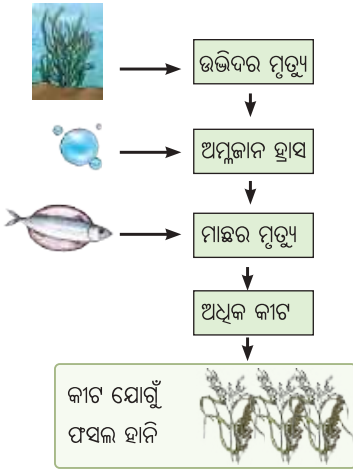 ଉଦ୍ଭିଦର ମୃତ୍ୟୁ
ଅମ୍ଳଜାନ ହ୍ରାସ
ମାଛର ମୃତ୍ୟୁ
ଅଧିକ କୀଟ
କୀଟ ଯୋଗୁଁ
ଫସଲ ହାନି